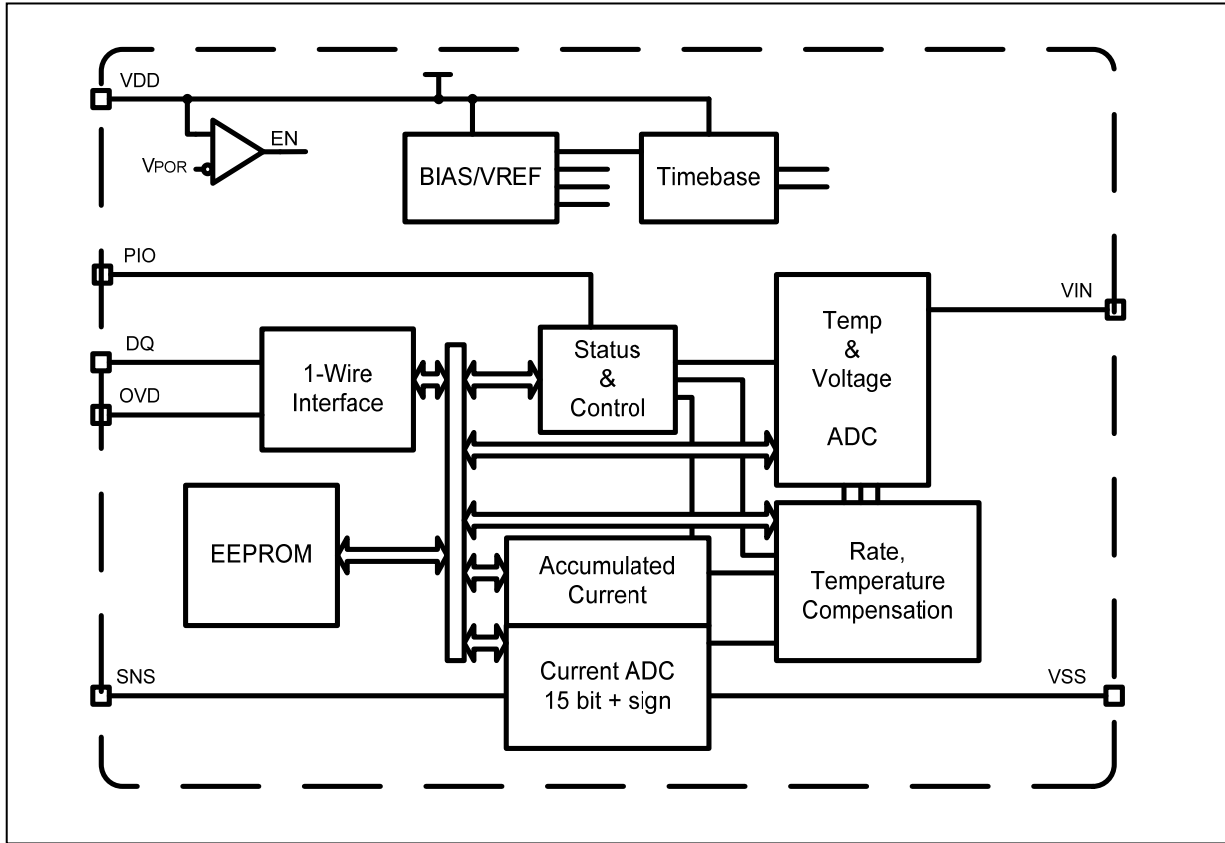 VDD
EN
VPOR
BIAS/VREF
Timebase
PIO
VIN
DQ
OVD
1-Wire
Interface
Status
&
Control
Temp
&
Voltage
ADC
EEPROM
Accumulated
Current
Rate,
Temperature
Compensation
SNS
Current ADC
15 bit + sign
VSS